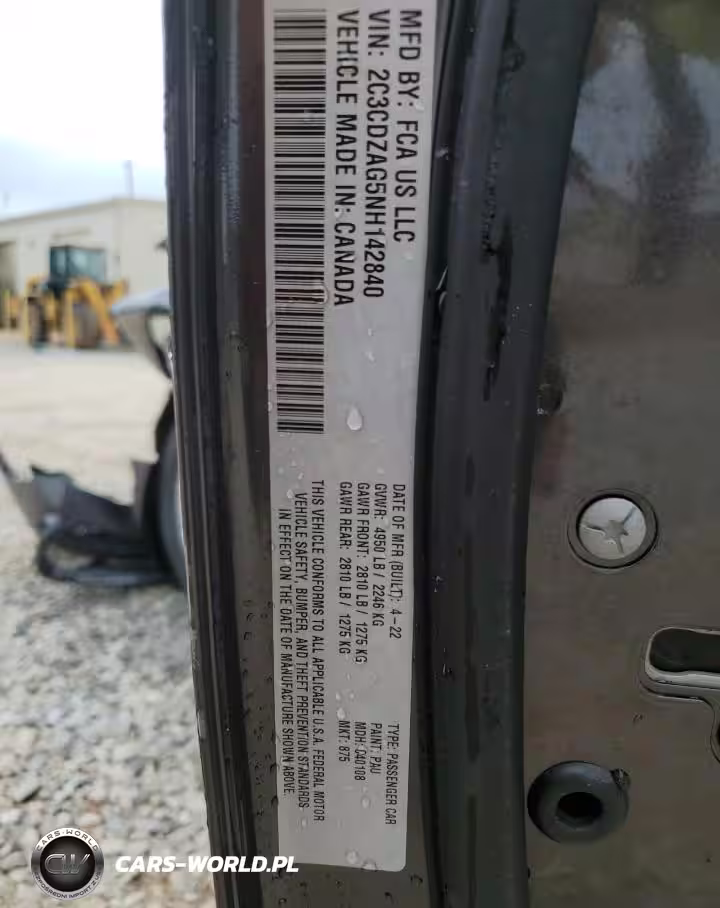 MFD BY: FCA US LLC
VIN: 2C3CDZAG5NH142840
VEHICLE MADE IN: CANADA
DATE OF MFR (BUILT): 4-22
GVWR: 4950 LB / 2246 KG
GAWR FRONT: 2810 LB / 1275 KG
GAWR REAR: 2810 LB / 1275 KG
THIS VEHICLE CONFORMS TO ALL APPLICABLE U.S.A. FEDERAL MOTOR
VEHICLE SAFETY, BUMPER, AND THEFT PREVENTION STANDARDS
IN EFFECT ON THE DATE OF MANUFACTURE SHOWN ABOVE.
TYPE: PASSENGER CAR
PAINT: PAU
MDH: 040108
MKT: 875
CARS-WORLD
CW
CARS-WORLD.PL